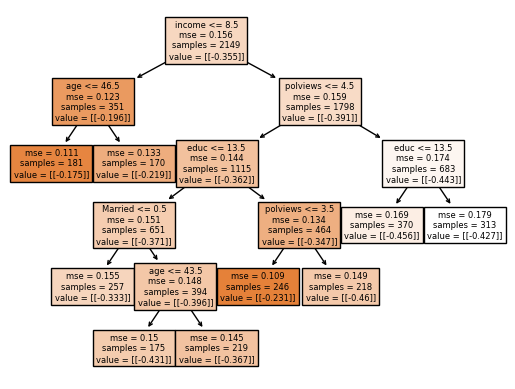 income <= 8.5
mse = 0.156
samples = 2149
value = [[-0.355]]
age <= 46.5
mse = 0.123
samples = 351
value = [[-0.196]]
polviews <= 4.5
mse = 0.159
samples = 1798
value = [[-0.391]]
mse = 0.111
samples = 181
value = [[-0.175]]
mse = 0.133
samples = 170
value = [[-0.219]]
educ <= 13.5
mse = 0.144
samples = 1115
value = [[-0.362]]
educ <= 13.5
mse = 0.174
samples = 683
value = [[-0.443]]
Married <= 0.5
mse = 0.151
samples = 651
value = [[-0.371]]
polviews <= 3.5
mse = 0.134
samples = 464
value = [[-0.347]]
mse = 0.169
samples = 370
value = [[-0.456]]
mse = 0.179
samples = 313
value = [[-0.427]]
mse = 0.155
samples = 257
value = [[-0.333]]
age <= 43.5
mse = 0.148
samples = 394
value = [[-0.396]]
mse = 0.109
samples = 246
value = [[-0.231]]
mse = 0.149
samples = 218
value = [[-0.46]]
mse = 0.15
samples = 175
value = [[-0.431]]
mse = 0.145
samples = 219
value = [[-0.367]]